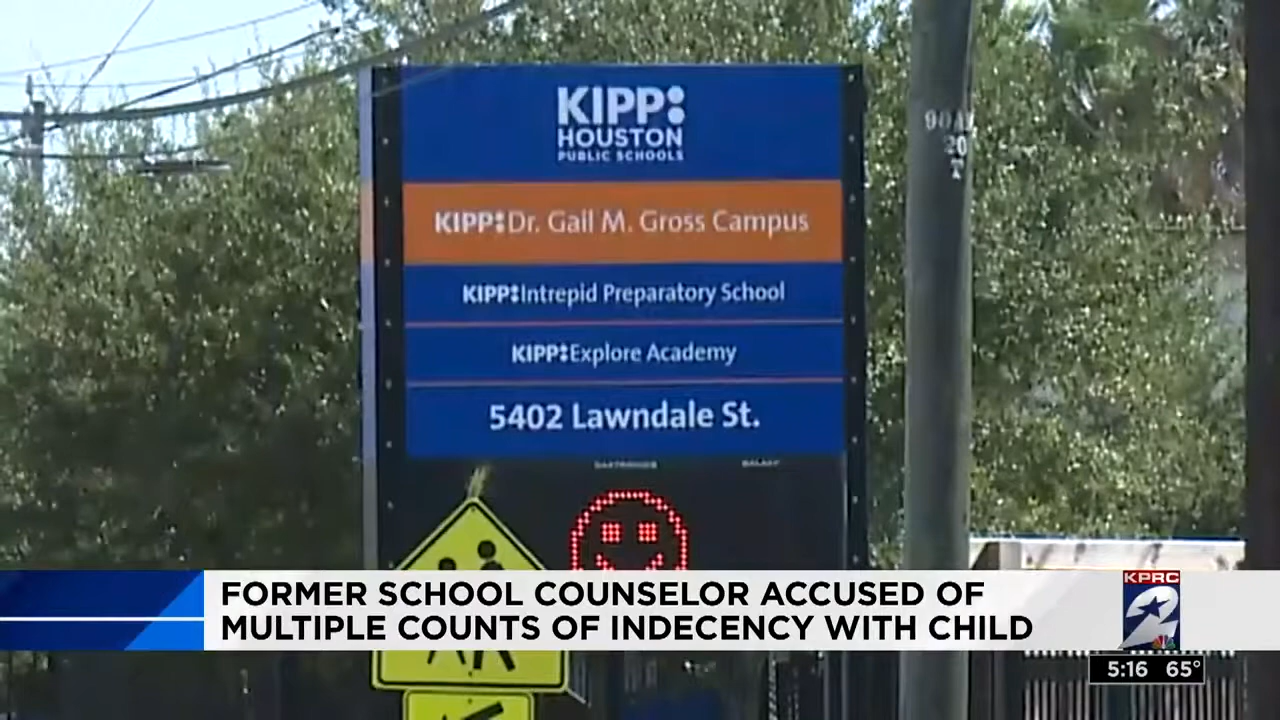 KIPP:
HOUSTON
PUBLIC SCHOOLS
KIPP:Dr. Gail M. Gross Campus
KIPP:Intrepid Preparatory School
KIPP:Explore Academy
5402 Lawndale St.
20
T
FORMER SCHOOL COUNSELOR ACCUSED OF
MULTIPLE COUNTS OF INDECENCY WITH CHILD
KPRC
2
5:16 65°